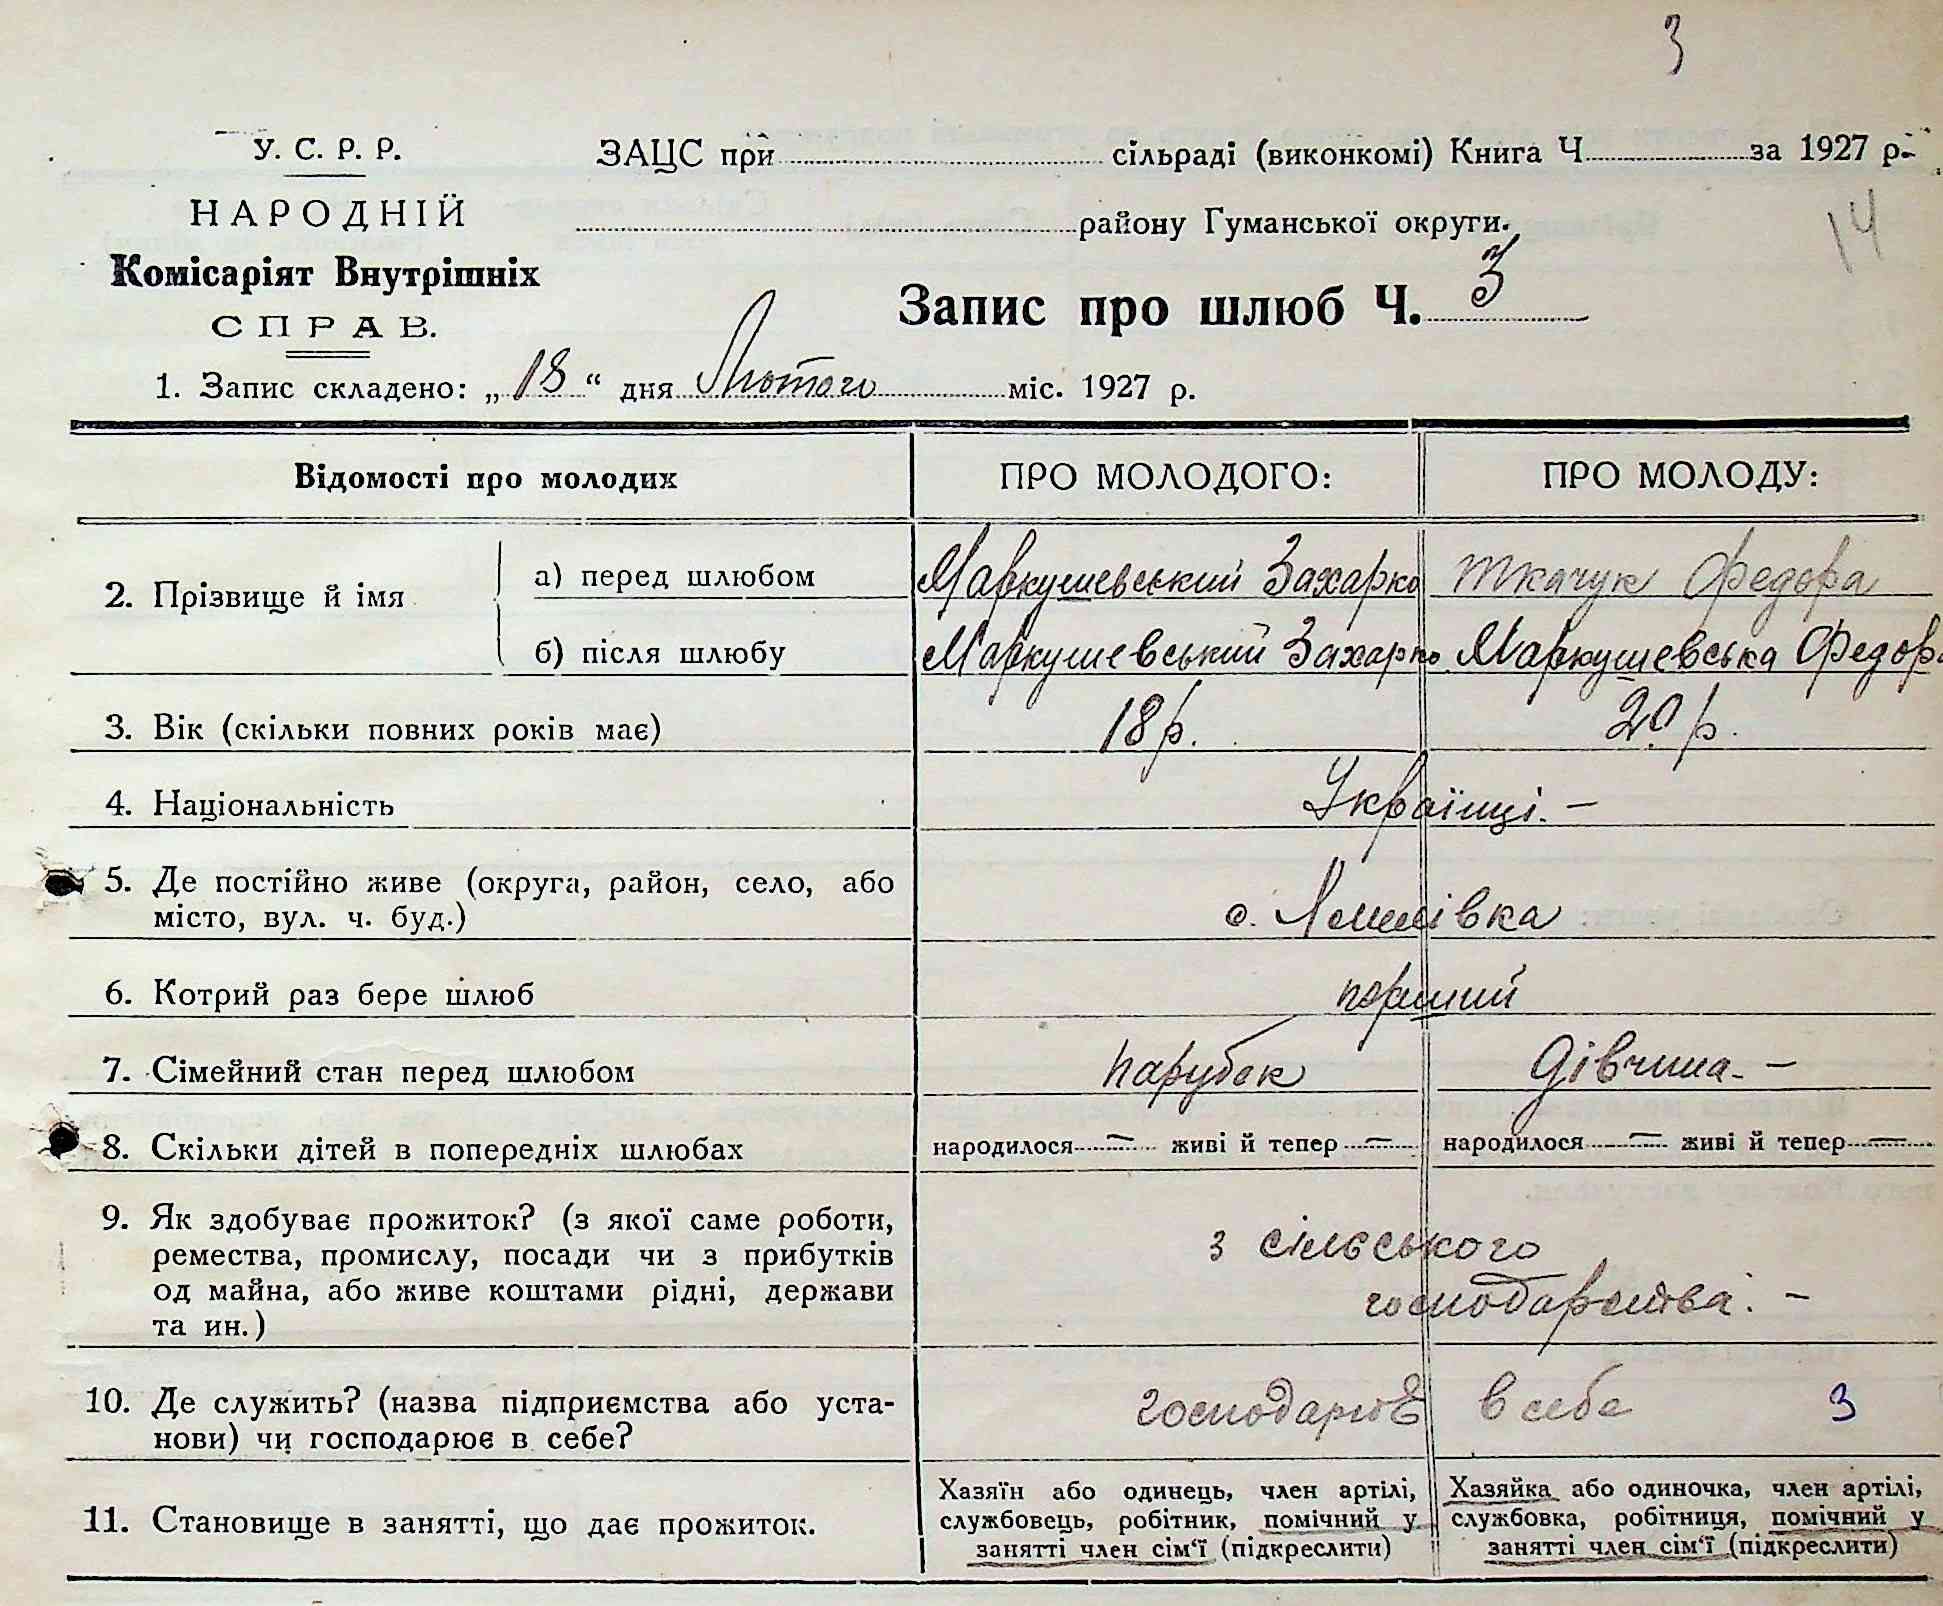 3
У. С. Р. Р.
ЗАЦС при сільраді (виконкомі) Книга Ч за 1927 р.
НАРОДНІЙ
району Гуманської округи.
14
Комісаріят Внутрішніх
СПРАВ.
Запис про шлюб Ч. 3
1. Запис складено: „18“ дня Лютого міс. 1927 р.
Відомості про молодих
ПРО МОЛОДОГО:
ПРО МОЛОДУ:
2. Прізвище й імя
а) перед шлюбом
Маркушевський Захарко
Ткачук Федора
б) після шлюбу
Маркушевський Захарко
Маркушевська Федора
3. Вік (скільки повних років має)
18 р.
20 р.
4. Національність
Українці. –
5. Де постійно живе (округа, район, село, або
місто, вул. ч. буд.)
с.
6. Котрий раз бере шлюб
перший
7. Сімейний стан перед шлюбом
парубок
Дівчина. –
8. Скільки дітей в попередніх шлюбах
народилося – живі й тепер –
народилося – живі й тепер –
9. Як здобуває прожиток? (з якої саме роботи,
ремества, промислу, посади чи з прибутків
од майна, або живе коштами рідні, держави
та ин.)
з сільського
господарства. –
10. Де служить? (назва підприємства або уста-
нови) чи господарює в себе?
господарює в себе
3
11. Становище в занятті, що дає прожиток.
Хазяїн або одинець, член артілі,
службовець, робітник, помічний у
занятті член сім‘ї (підкреслити)
Хазяйка або одиночка, член артілі,
службовка, робітниця, помічний у
занятті член сім‘ї (підкреслити)